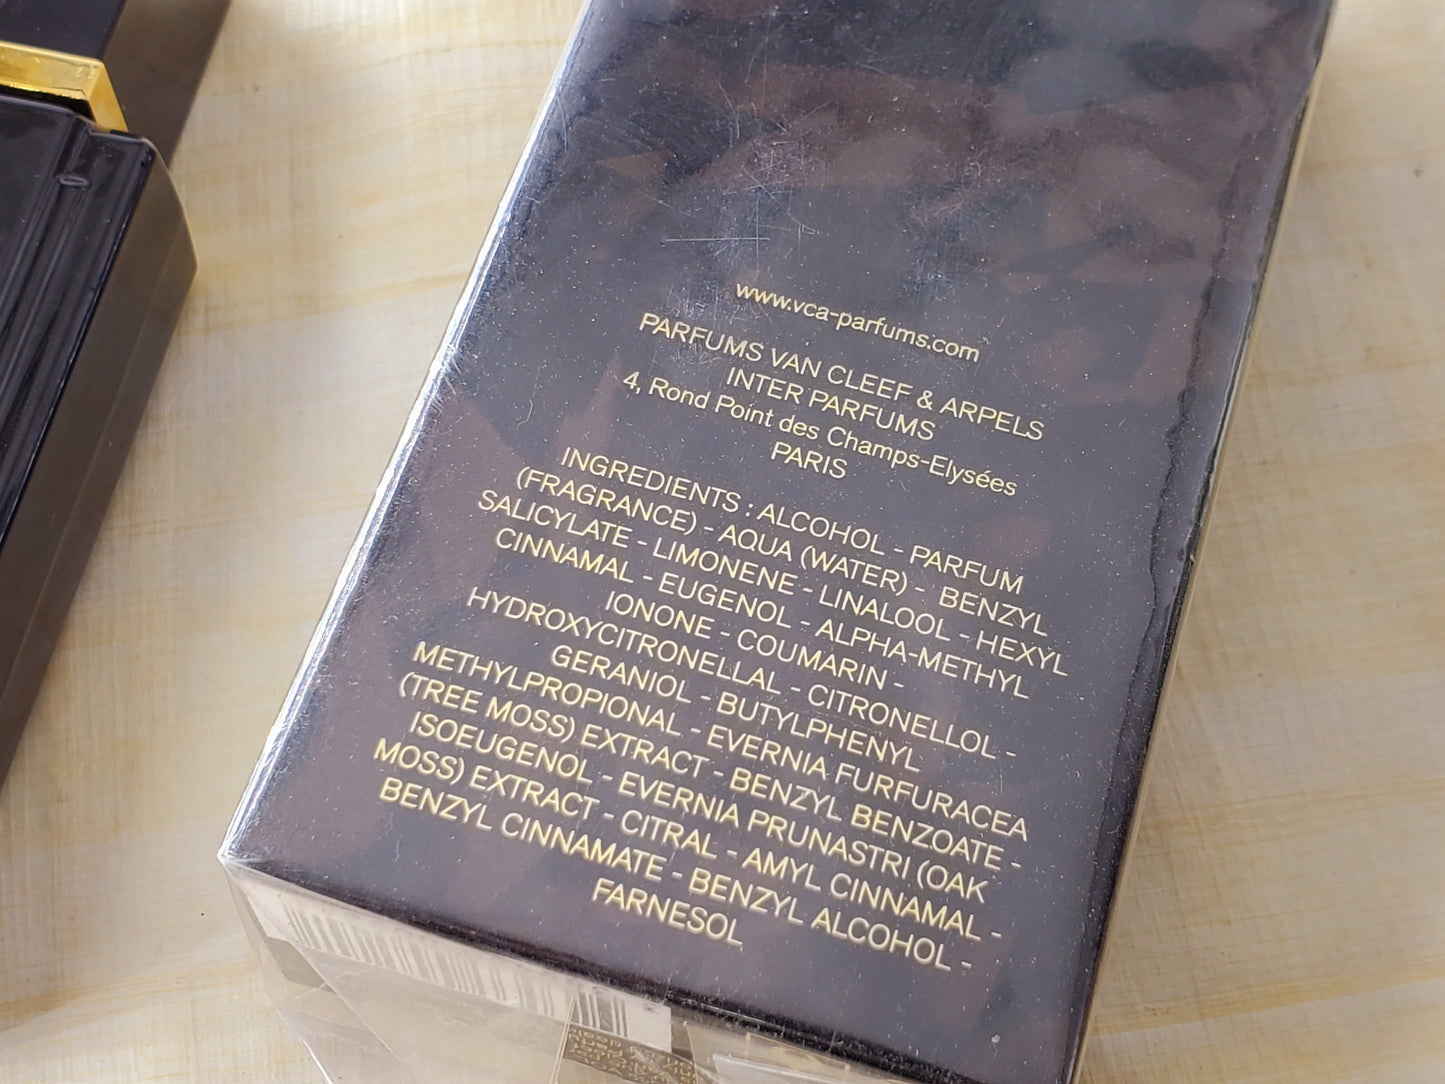 www.vca-parfums.com
PARFUMS VAN CLEEF & ARPELS
INTER PARFUMS
4, Rond Point des Champs-Elysées
PARIS
INGREDIENTS : ALCOHOL - PARFUM
(FRAGRANCE) - AQUA (WATER) - BENZYL
SALICYLATE - LIMONENE - LINALOOL - HEXYL
CINNAMAL - EUGENOL - ALPHA-METHYL
IONONE - COUMARIN -
HYDROXYCITRONELLAL - CITRONELLOL -
GERANIOL - BUTYLPHENYL
METHYLPROPIONAL - EVERNIA FURFURACEA
(TREE MOSS) EXTRACT - BENZYL BENZOATE -
ISOEUGENOL - EVERNIA PRUNASTRI (OAK
MOSS) EXTRACT - CITRAL - AMYL CINNAMAL -
BENZYL CINNAMATE - BENZYL ALCOHOL -
FARNESOL